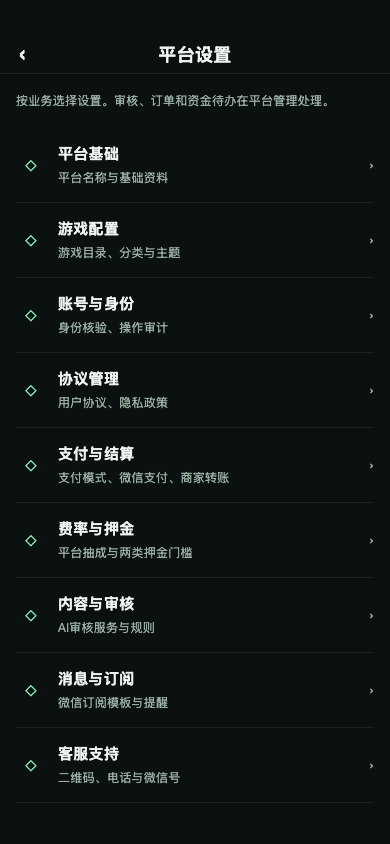 平台设置
按业务选择设置。审核、订单和资金待办在平台管理处理。
平台基础
平台名称与基础资料
游戏配置
游戏目录、分类与主题
账号与身份
身份核验、操作审计
协议管理
用户协议、隐私政策
支付与结算
支付模式、微信支付、商家转账
费率与押金
平台抽成与两类押金门槛
内容与审核
AI审核服务与规则
消息与订阅
微信订阅模板与提醒
客服支持
二维码、电话与微信号